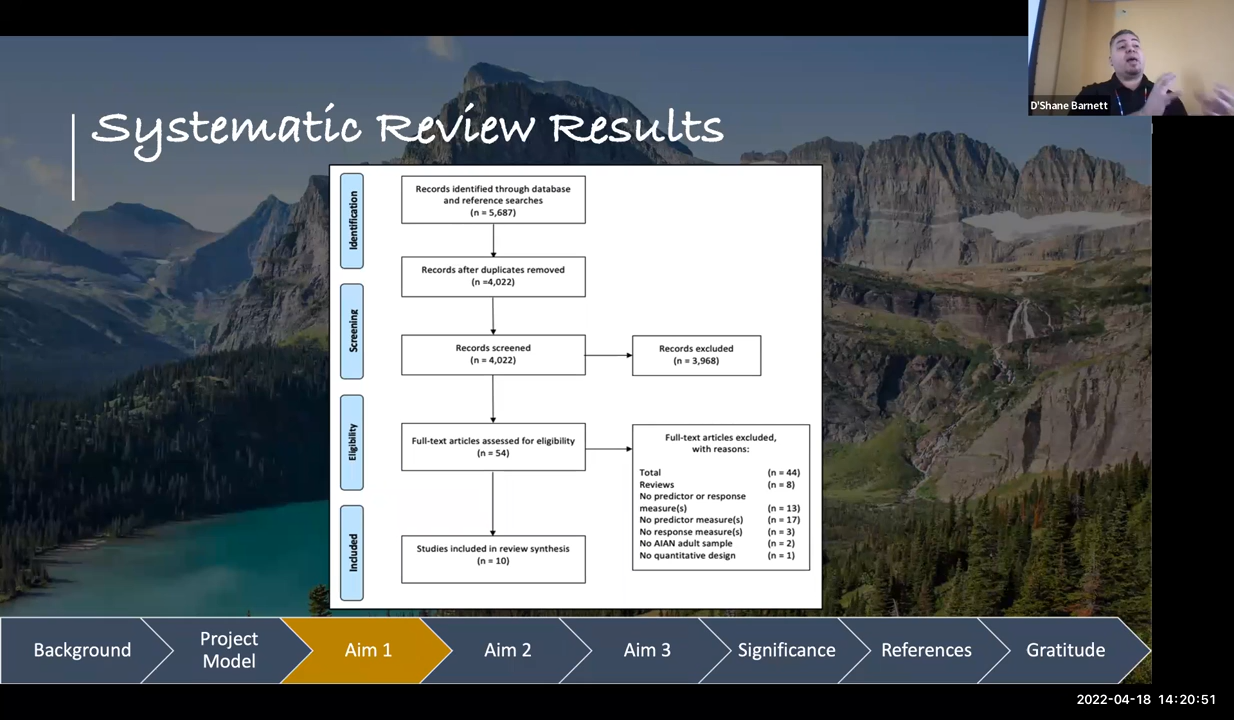 D'Shane Barnett
Systematic Review Results
Identification
Records identified through database
and reference searches
(n = 5,687)
Records after duplicates removed
(n =4,022)
Screening
Records screened
(n = 4,022)
Records excluded
(n = 3,968)
Eligibility
Full-text articles assessed for eligibility
(n = 54)
Full-text articles excluded,
with reasons:
Total (n = 44)
Reviews (n = 8)
No predictor or response
measure(s) (n = 13)
No predictor measure(s) (n = 17)
No response measure(s) (n = 3)
No AIAN adult sample (n = 2)
No quantitative design (n = 1)
Included
Studies included in review synthesis
(n = 10)
Background
Project
Model
Aim 1
Aim 2
Aim 3
Significance
References
Gratitude
2022-04-18 14:20:51